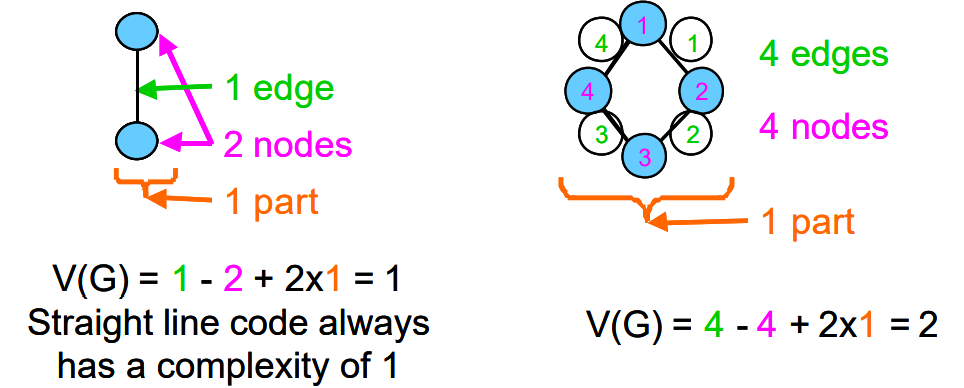 1 edge
2 nodes
1 part
V(G) = 1 - 2 + 2x1 = 1
Straight line code always
has a complexity of 1
1
4
1
4
2
3
2
3
4 edges
4 nodes
1 part
V(G) = 4 - 4 + 2x1 = 2